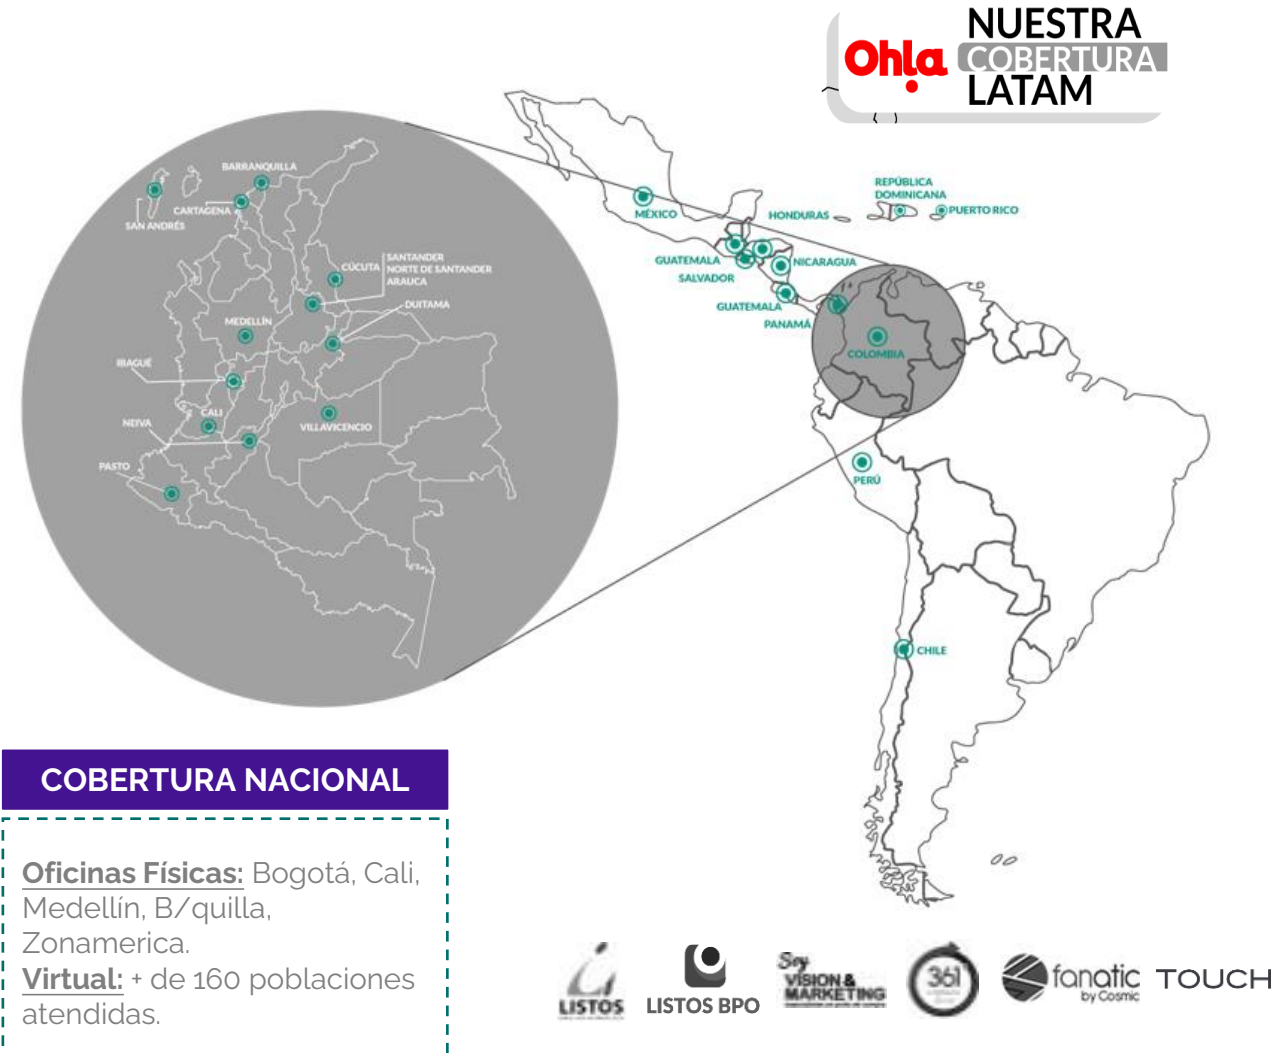 Ohla
NUESTRA
COBERTURA
LATAM
BARRANQUILLA
CARTAGENA
SAN ANDRÉS
CÚCUTA
SANTANDER
NORTE DE SANTANDER
ARAUCA
DUITAMA
MEDELLÍN
IBAGUÉ
CALI
NEIVA
VILLAVICENCIO
PASTO
MÉXICO
REPÚBLICA
DOMINICANA
PUERTO RICO
HONDURAS
GUATEMALA
SALVADOR
NICARAGUA
GUATEMALA
PANAMÁ
COLOMBIA
PERÚ
CHILE
COBERTURA NACIONAL
Oficinas Físicas: Bogotá, Cali,
Medellín, B/quilla,
Zonamerica.
Virtual: + de 160 poblaciones
atendidas.
LISTOS
LISTOS BPO
Soy
VISION &
MARKETING
361
fanatic
by Cosmic
TOUCH